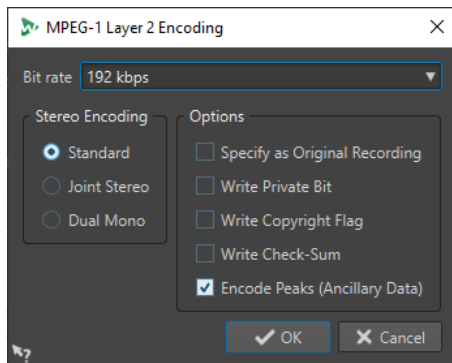 MPEG-1 Layer 2 Encoding
Bit rate 192 kbps
Stereo Encoding
Standard
Joint Stereo
Dual Mono
Options
Specify as Original Recording
Write Private Bit
Write Copyright Flag
Write Check-Sum
Encode Peaks (Ancillary Data)
OK Cancel
?